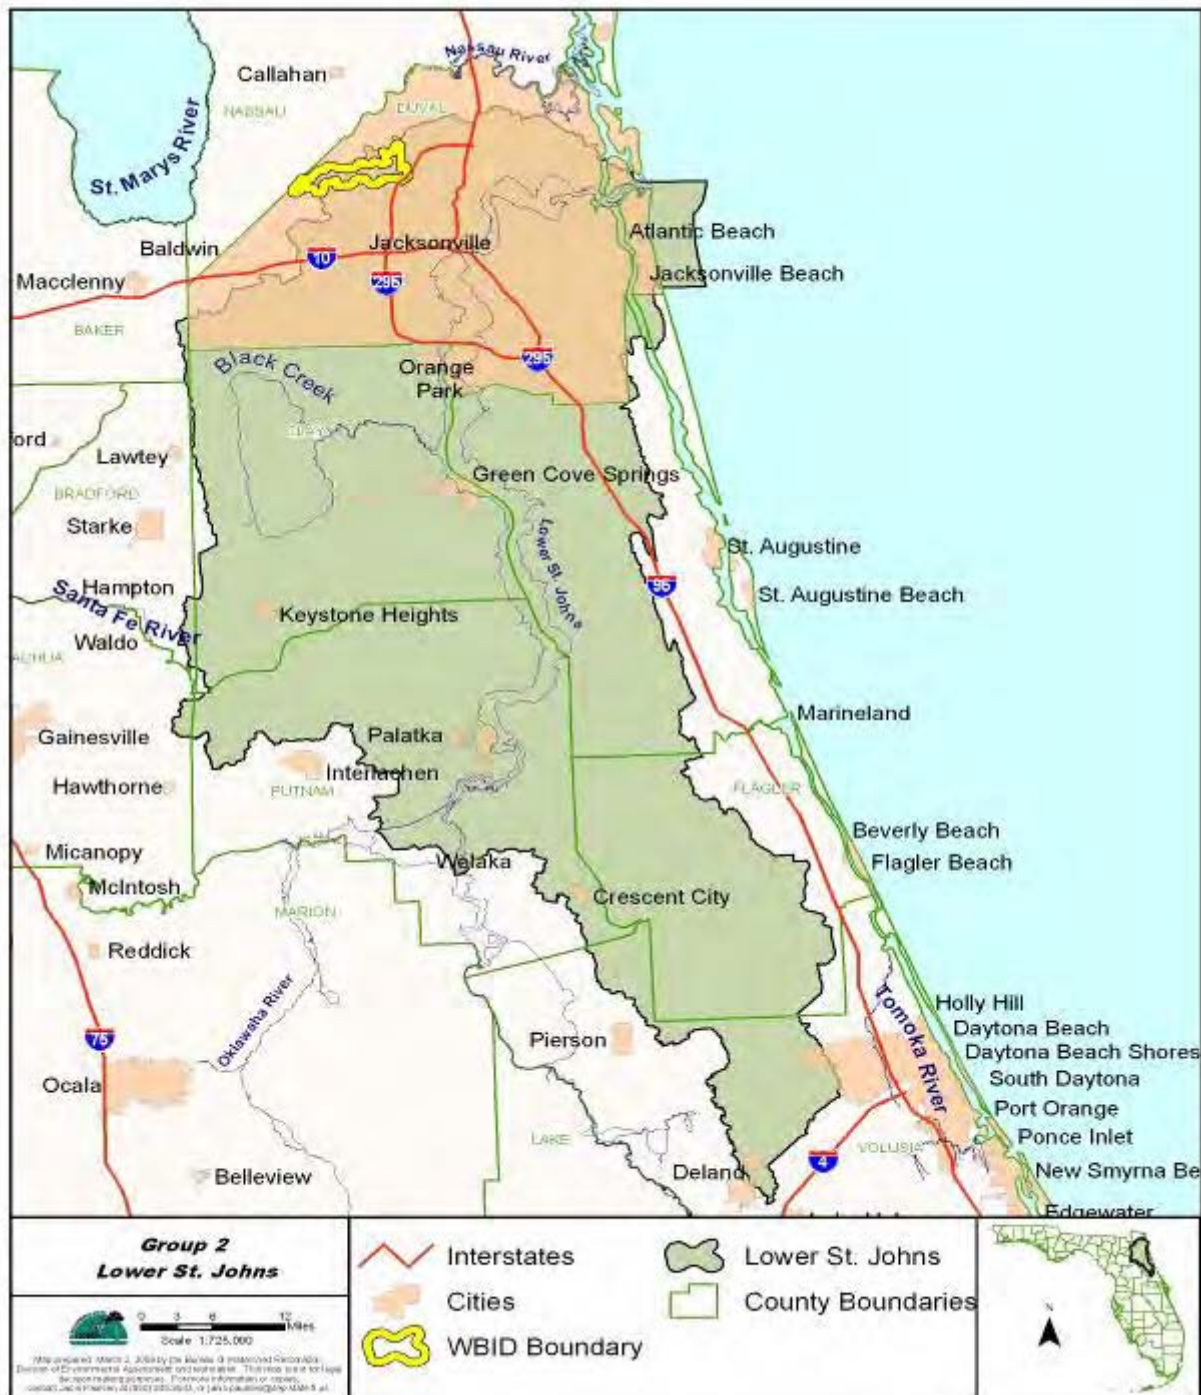 Nassau River
Callahan
NASSAU
DUVAL
St. Marys River
Baldwin
Jacksonville
Atlantic Beach
10
Macclenny
295
Jacksonville Beach
BAKER
Black Creek
Orange
Park
295
ford
CLAY
Lawtey
Green Cove Springs
BRADFORD
Starke
Lower St. Johns
St. Augustine
Hampton
95
St. Augustine Beach
Santa Fe River
Keystone Heights
Waldo
Marineland
Gainesville
Palatka
Interlachen
Hawthorne
PUTNAM
FLAGLER
Beverly Beach
Micanopy
Welaka
Flagler Beach
McIntosh
Crescent City
MARION
Reddick
Oklawaha River
Tomoka River
Holly Hill
Daytona Beach
75
Pierson
Daytona Beach Shores
Ocala
South Daytona
Port Orange
LAKE
Ponce Inlet
VOLUSIA
4
Belleview
Deland
New Smyrna Be
Edgewater
Group 2
Lower St. Johns
0 3 6 12
Miles
Scale 1:725,000
Interstates
Cities
WBID Boundary
Lower St. Johns
County Boundaries
N